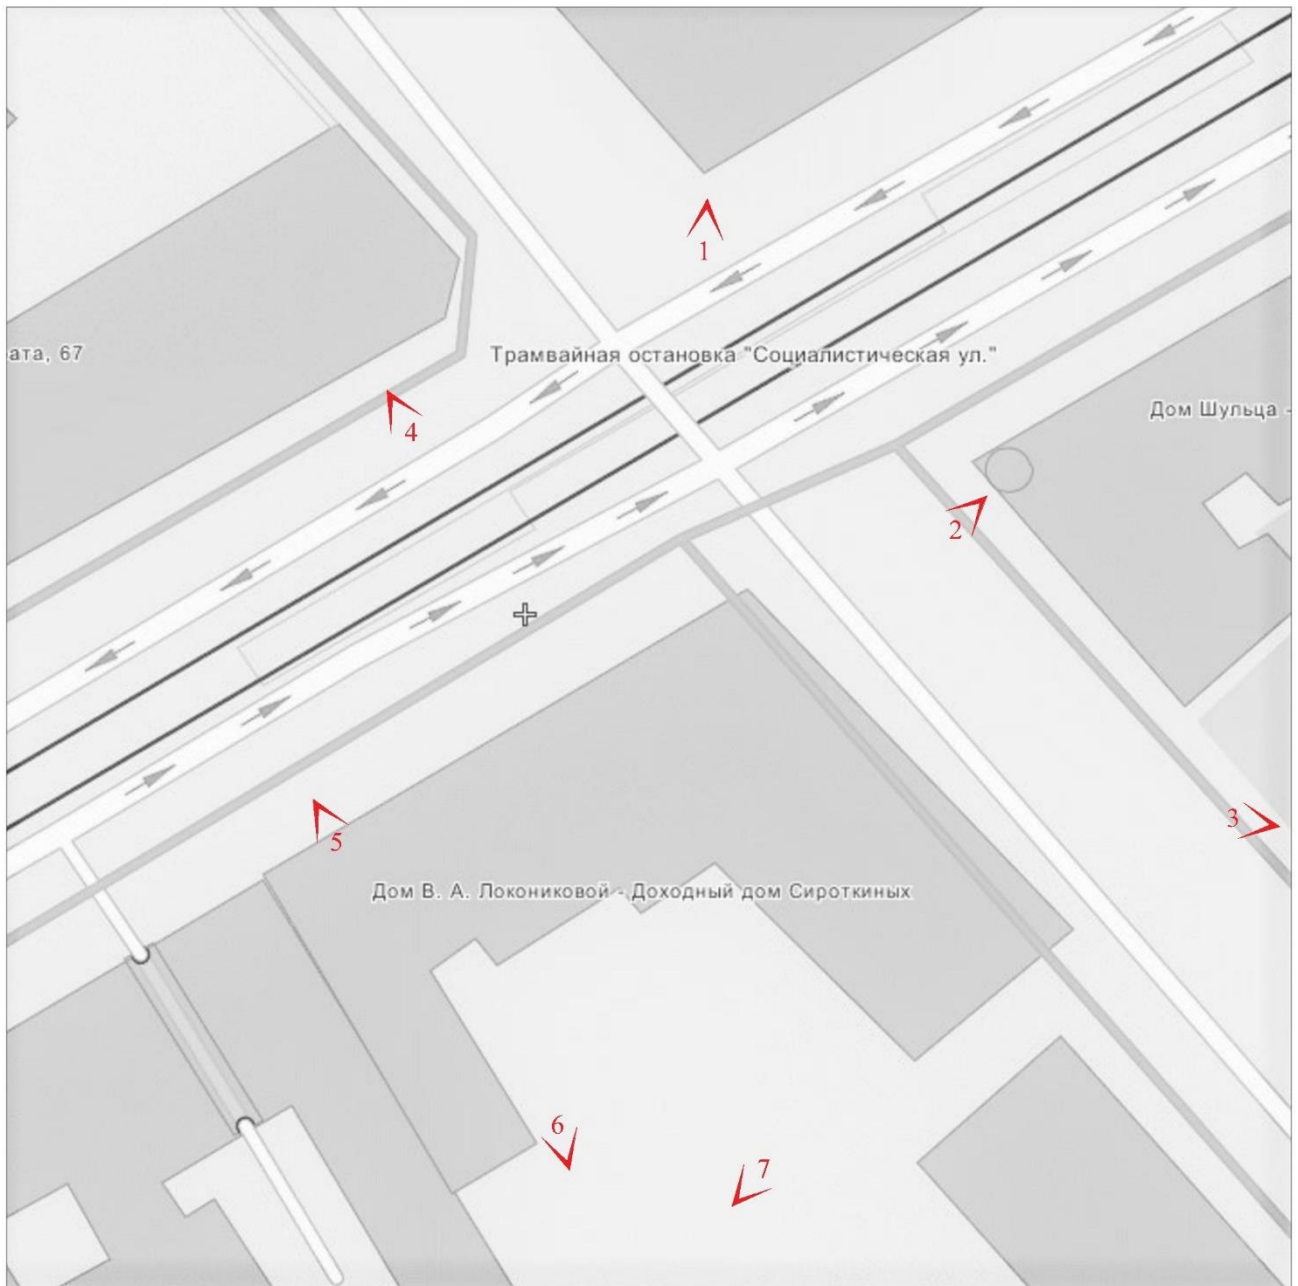 1
ата, 67
Трамвайная остановка "Социалистическая ул."
Дом Шульца -
4
2
3
5
Дом В. А. Локониковой - Доходный дом Сироткиных
6
7